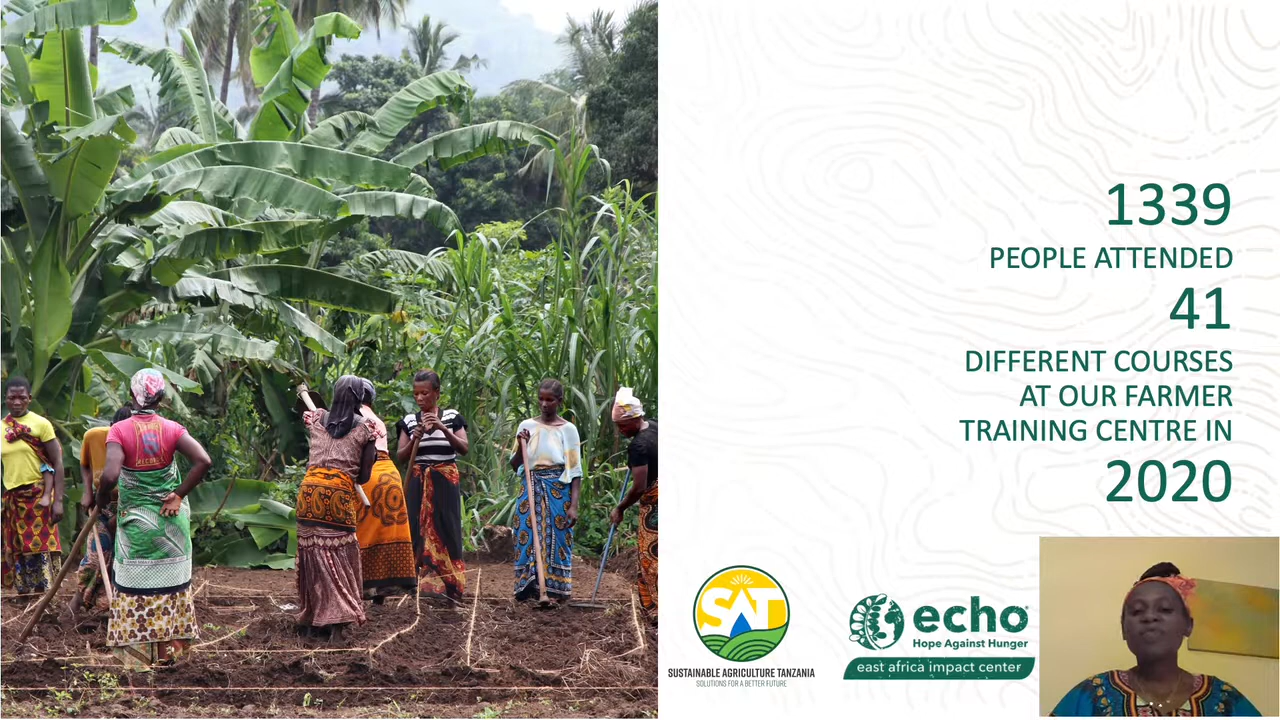 1339
PEOPLE ATTENDED
41
DIFFERENT COURSES
AT OUR FARMER
TRAINING CENTRE IN
2020
SAT
SUSTAINABLE AGRICULTURE TANZANIA
SOLUTIONS FOR A BETTER FUTURE
echo
Hope Against Hunger
east africa impact center